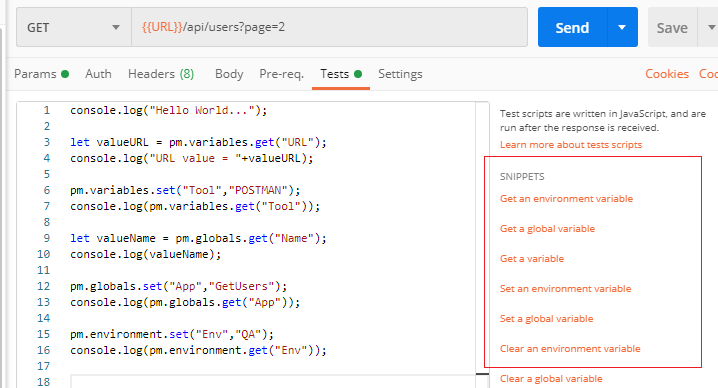 GET
{{URL}}/api/users?page=2
Send
Save
Params
Auth
Headers (8)
Body
Pre-req.
Tests
Settings
Cookies
Coc
1 console.log("Hello World...");
2
3 let valueURL = pm.variables.get("URL");
4 console.log("URL value = "+valueURL);
5
6 pm.variables.set("Tool","POSTMAN");
7 console.log(pm.variables.get("Tool"));
8
9 let valueName = pm.globals.get("Name");
10 console.log(valueName);
11
12 pm.globals.set("App","GetUsers");
13 console.log(pm.globals.get("App"));
14
15 pm.environment.set("Env","QA");
16 console.log(pm.environment.get("Env"));
17
18
Test scripts are written in JavaScript, and are
run after the response is received.
Learn more about tests scripts
SNIPPETS
Get an environment variable
Get a global variable
Get a variable
Set an environment variable
Set a global variable
Clear an environment variable
Clear a global variable